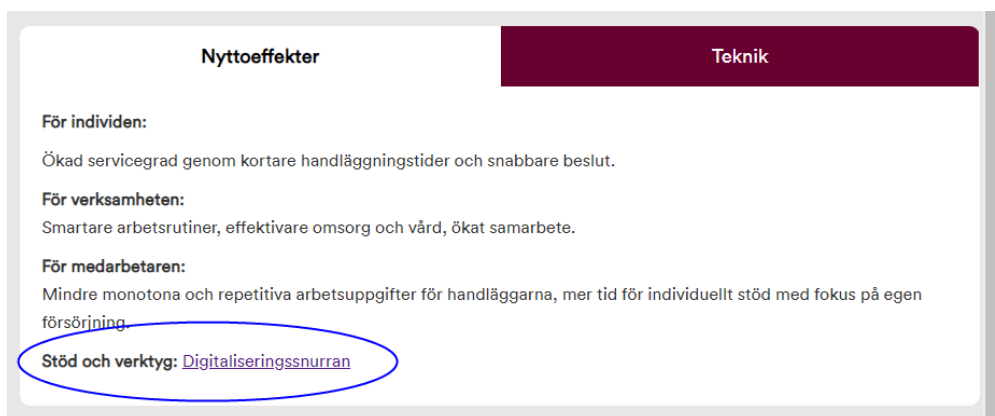 Nyttoeffekter
Teknik
För individen:
Ökad servicegrad genom kortare handläggningstider och snabbare beslut.
För verksamheten:
Smartare arbetsrutiner, effektivare omsorg och vård, ökat samarbete.
För medarbetaren:
Mindre monotona och repetitiva arbetsuppgifter för handläggarna, mer tid för individuellt stöd med fokus på egen
försörjning.
Stöd och verktyg: Digitaliseringssnurran